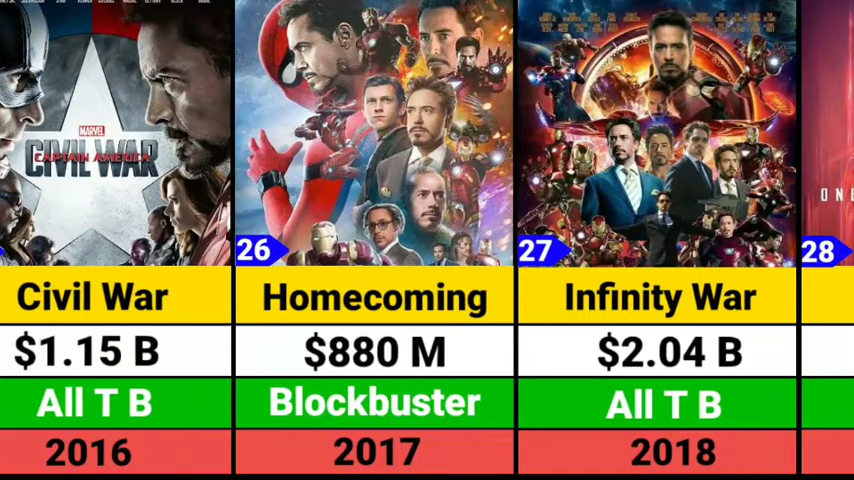 MARVEL
CAPTAIN AMERICA
CIVIL WAR
26
27
28
ONE
Civil War
Homecoming
Infinity War
$1.15 B
$880 M
$2.04 B
All T B
Blockbuster
All T B
2016
2017
2018